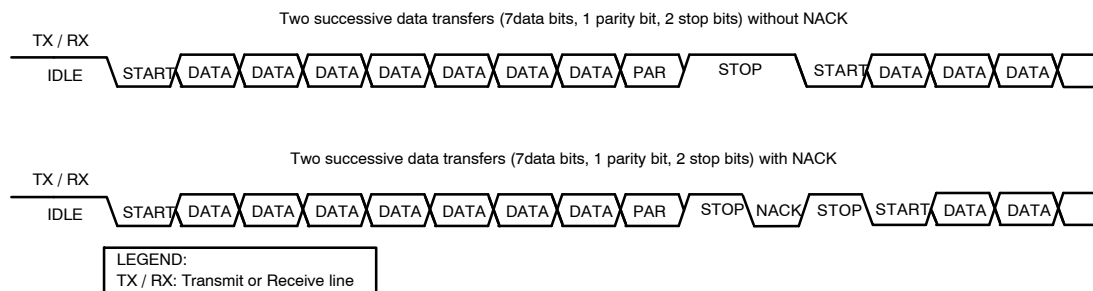 Two successive data transfers (7data bits, 1 parity bit, 2 stop bits) without NACK
TX / RX
IDLE START DATA DATA DATA DATA DATA DATA DATA PAR STOP START DATA DATA DATA
Two successive data transfers (7data bits, 1 parity bit, 2 stop bits) with NACK
TX / RX
IDLE START DATA DATA DATA DATA DATA DATA DATA PAR STOP NACK STOP START DATA DATA
LEGEND:
TX / RX: Transmit or Receive line